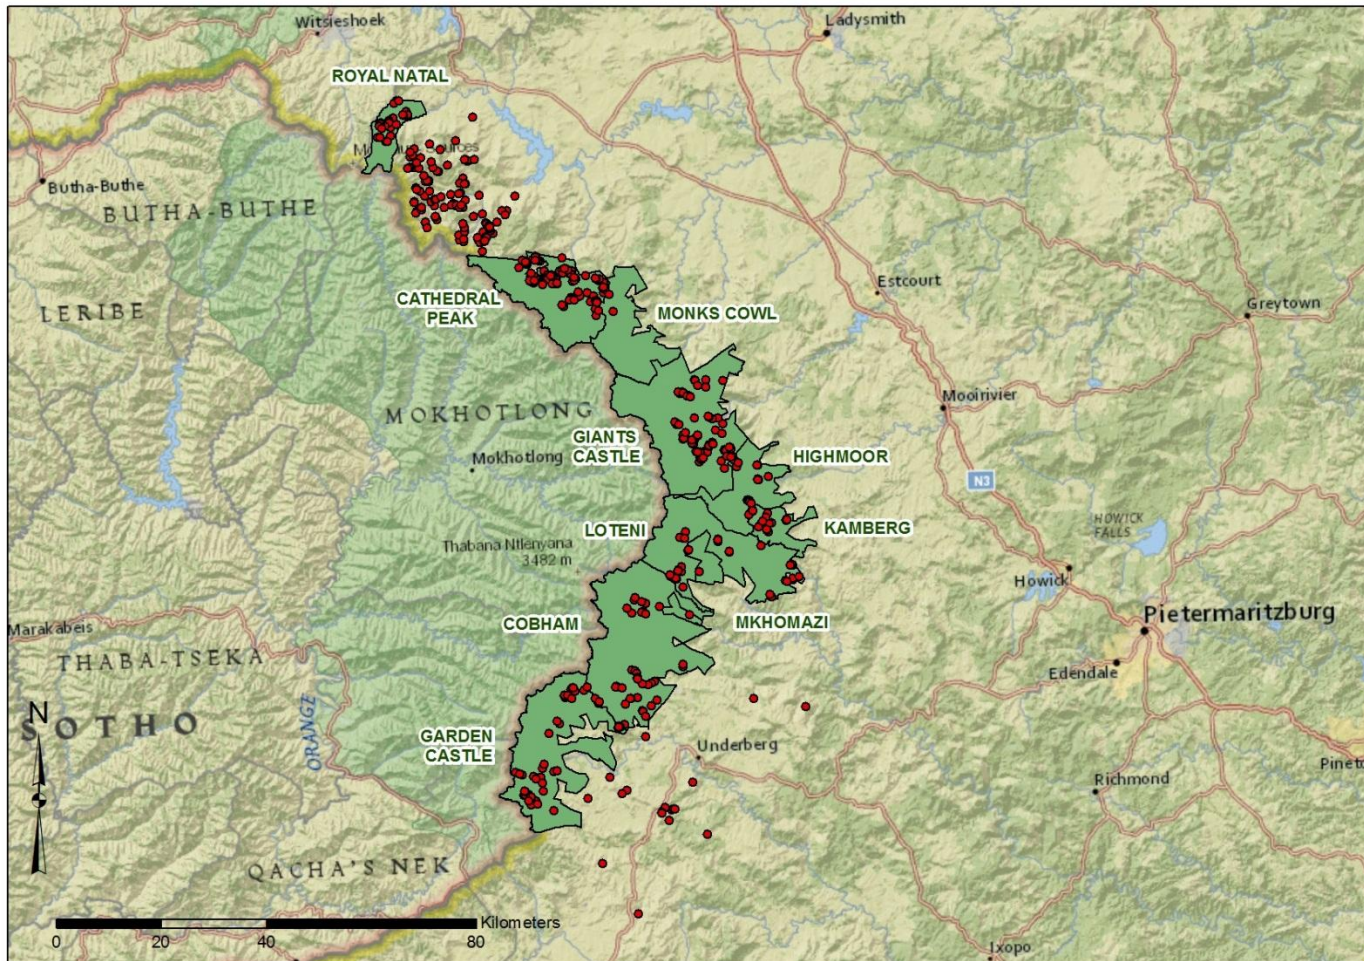 Witsieshoek
Ladysmith
ROYAL NATAL
Sources
Butha-Buthe
BUTHA-BUTHE
Estcourt
CATHEDRAL
PEAK
MONKS COWL
Greytown
LERIBE
Mooirivier
MOKHOTLONG
GIANTS
CASTLE
Mokhotlong
HIGHMOOR
N3
LOTENI
KAMBERG
HOWICK
FALLS
Thabana Ntlenyana
3482 m
Howick
Pietermaritzburg
COBHAM
MKHOMAZI
Marakabeis
THABA-TSEKA
Edendale
N
SOTHO
ORANGE
GARDEN
CASTLE
Underberg
Pineto
Richmond
QACHA'S NEK
Kilometers
0 20 40 80
Ixopo